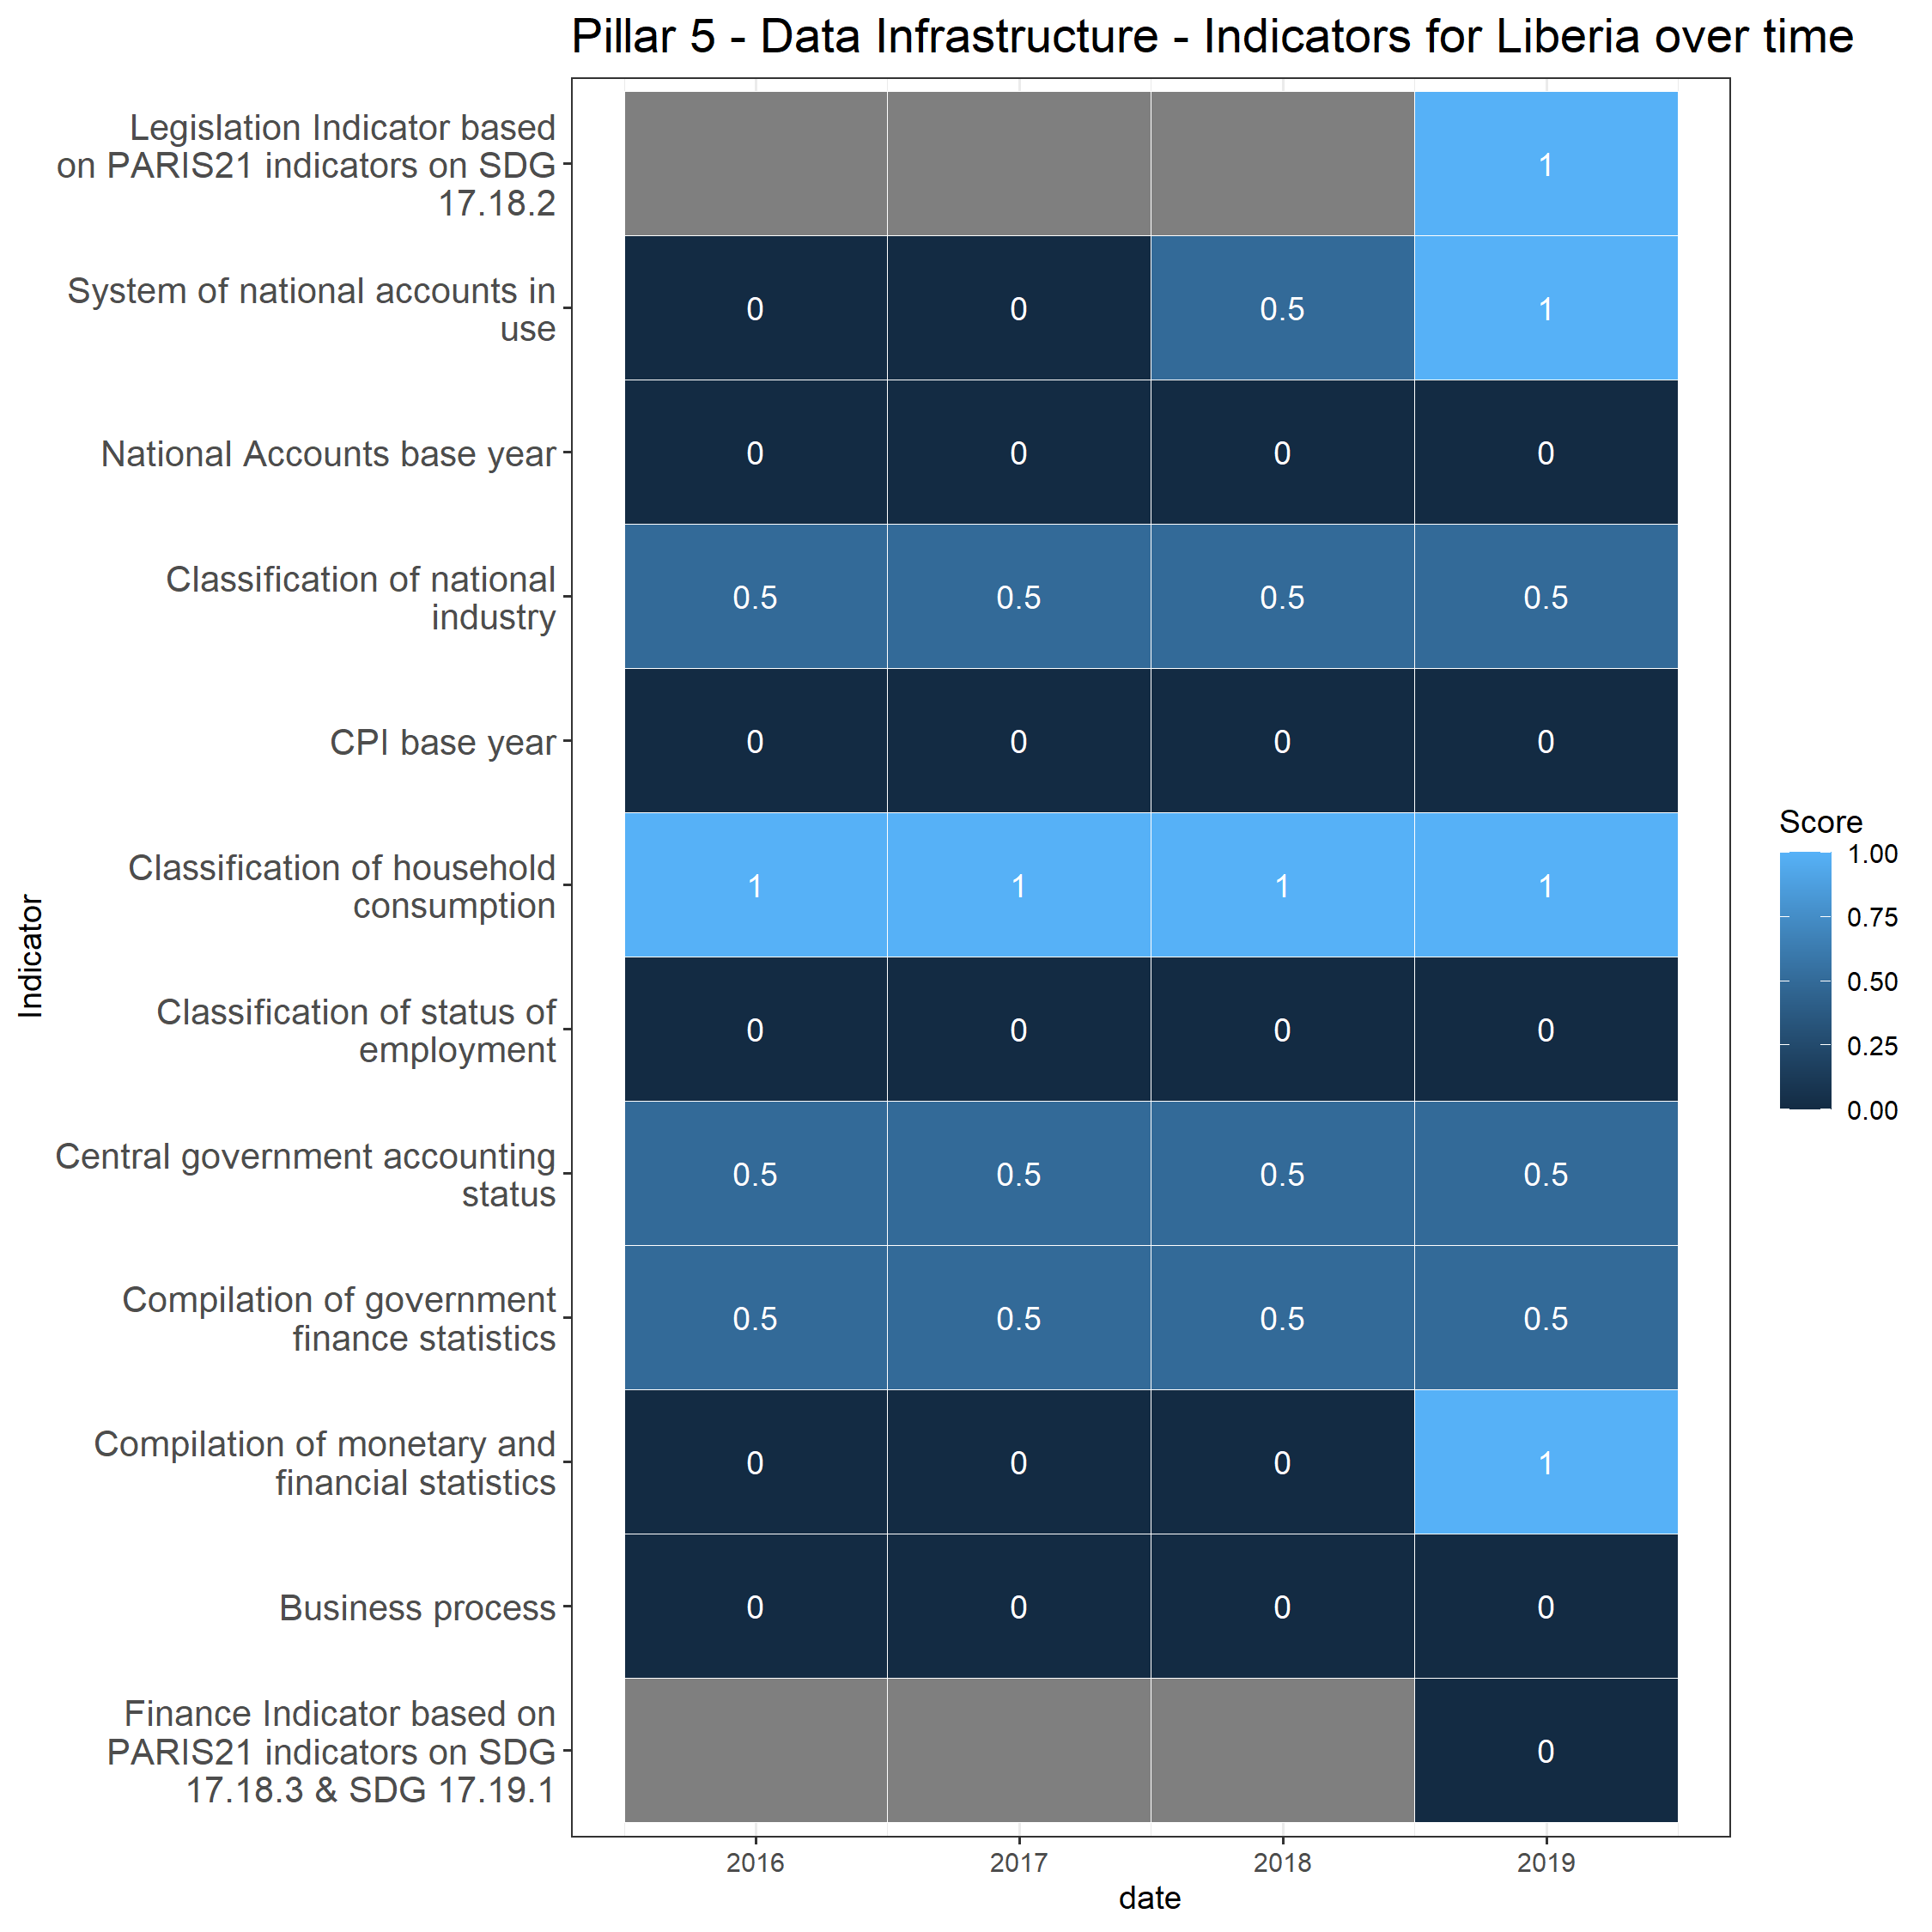 Pillar 5 - Data Infrastructure - Indicators for Liberia over time
Indicator
Legislation Indicator based
on PARIS21 indicators on SDG
17.18.2
1
System of national accounts in
use
0 0 0.5 1
National Accounts base year
0 0 0 0
Classification of national
industry
0.5 0.5 0.5 0.5
CPI base year
0 0 0 0
Classification of household
consumption
1 1 1 1
Classification of status of
employment
0 0 0 0
Central government accounting
status
0.5 0.5 0.5 0.5
Compilation of government
finance statistics
0.5 0.5 0.5 0.5
Compilation of monetary and
financial statistics
0 0 0 1
Business process
0 0 0 0
Finance Indicator based on
PARIS21 indicators on SDG
17.18.3 & SDG 17.19.1
0
2016 2017 2018 2019
date
Score
1.00
0.75
0.50
0.25
0.00